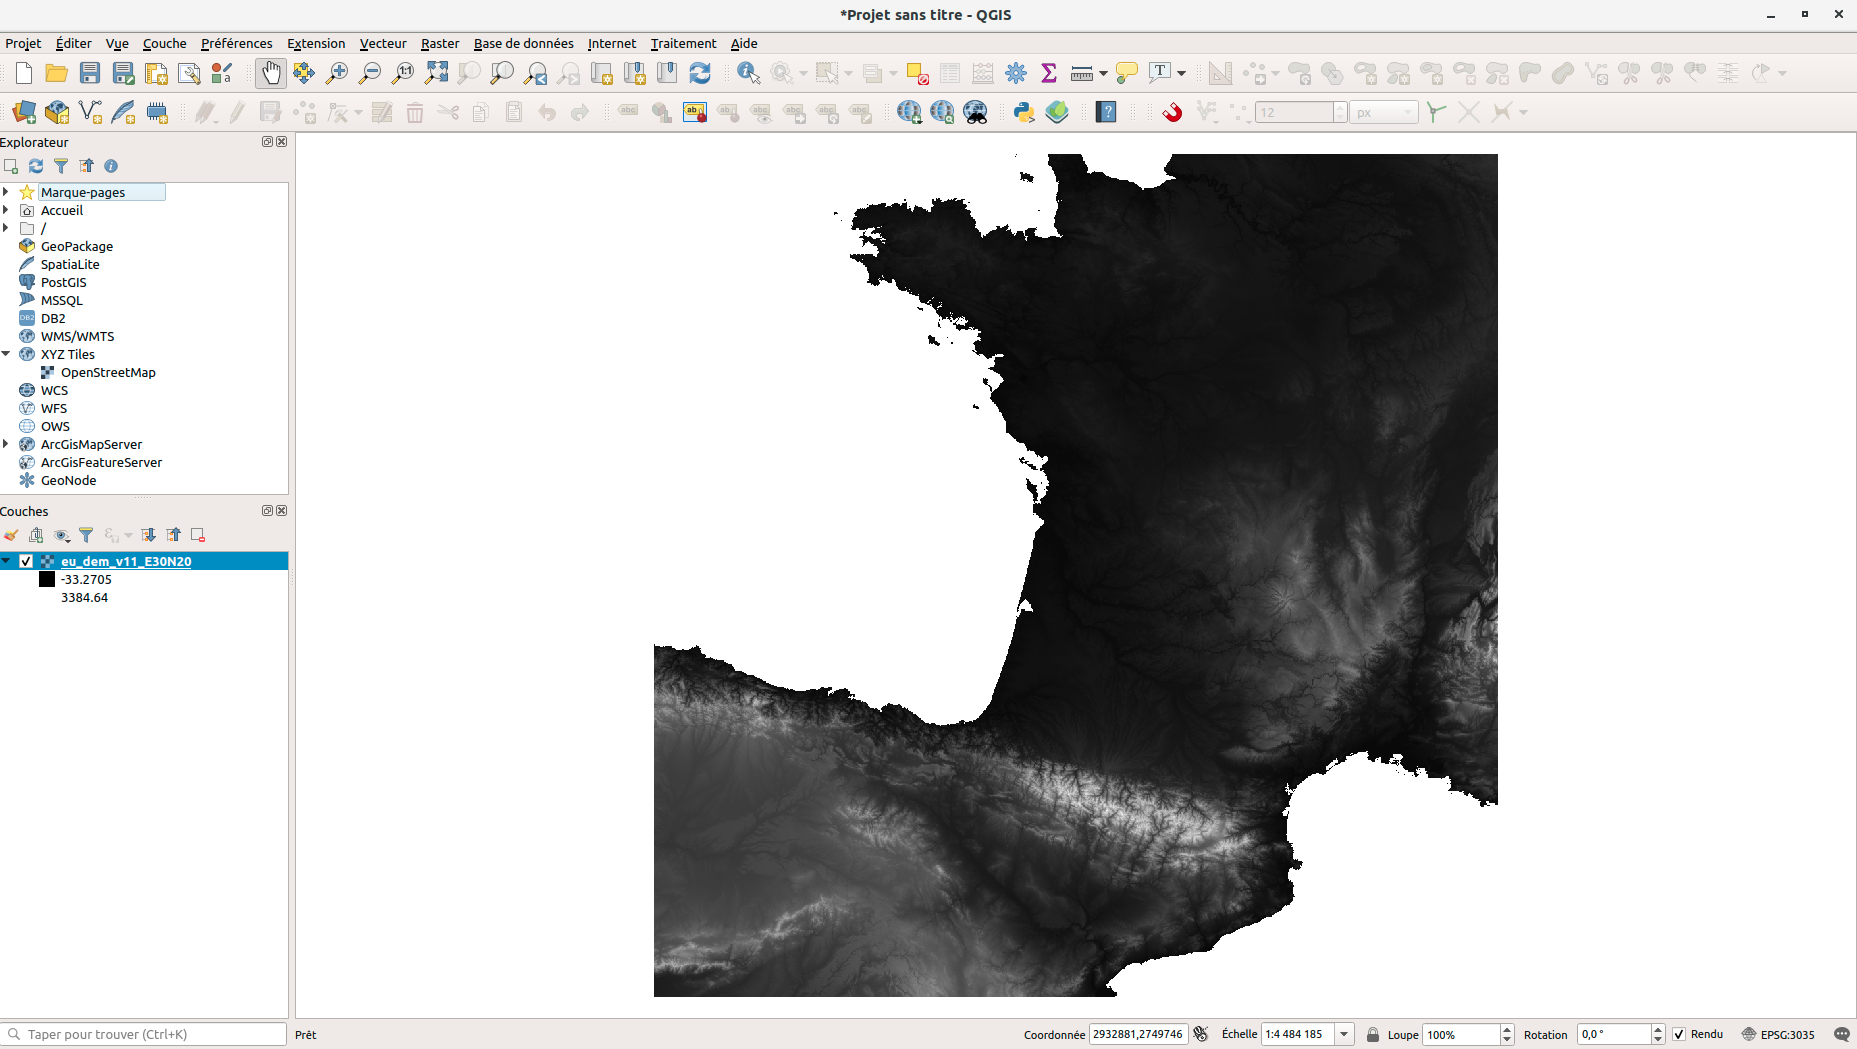 *Projet sans titre - QGIS
Projet Éditer Vue Couche Préférences Extension Vecteur Raster Base de données Internet Traitement Aide
12 px
Explorateur
Marque-pages
Accueil
/
GeoPackage
SpatiaLite
PostGIS
MSSQL
DB2
WMS/WMTS
XYZ Tiles
OpenStreetMap
WCS
WFS
OWS
ArcGisMapServer
ArcGisFeatureServer
GeoNode
Couches
eu_dem_v11_E30N20
-33.2705
3384.64
Taper pour trouver (Ctrl+K) Prêt Coordonnée 2932881,2749746 Échelle 1:4 484 185 Loupe 100% Rotation 0,0 ° Rendu EPSG:3035